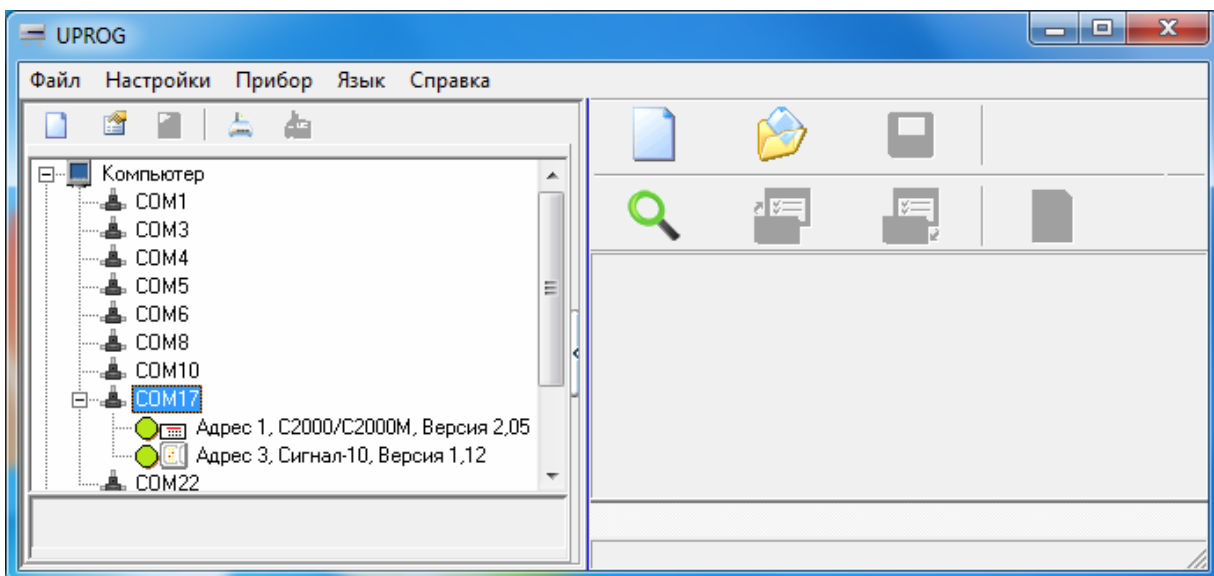 UPROG
Файл Настройки Прибор Язык Справка
Компьютер
COM1
COM3
COM4
COM5
COM6
COM8
COM10
COM17
Адрес 1, С2000/С2000М, Версия 2,05
Адрес 3, Сигнал-10, Версия 1,12
COM22